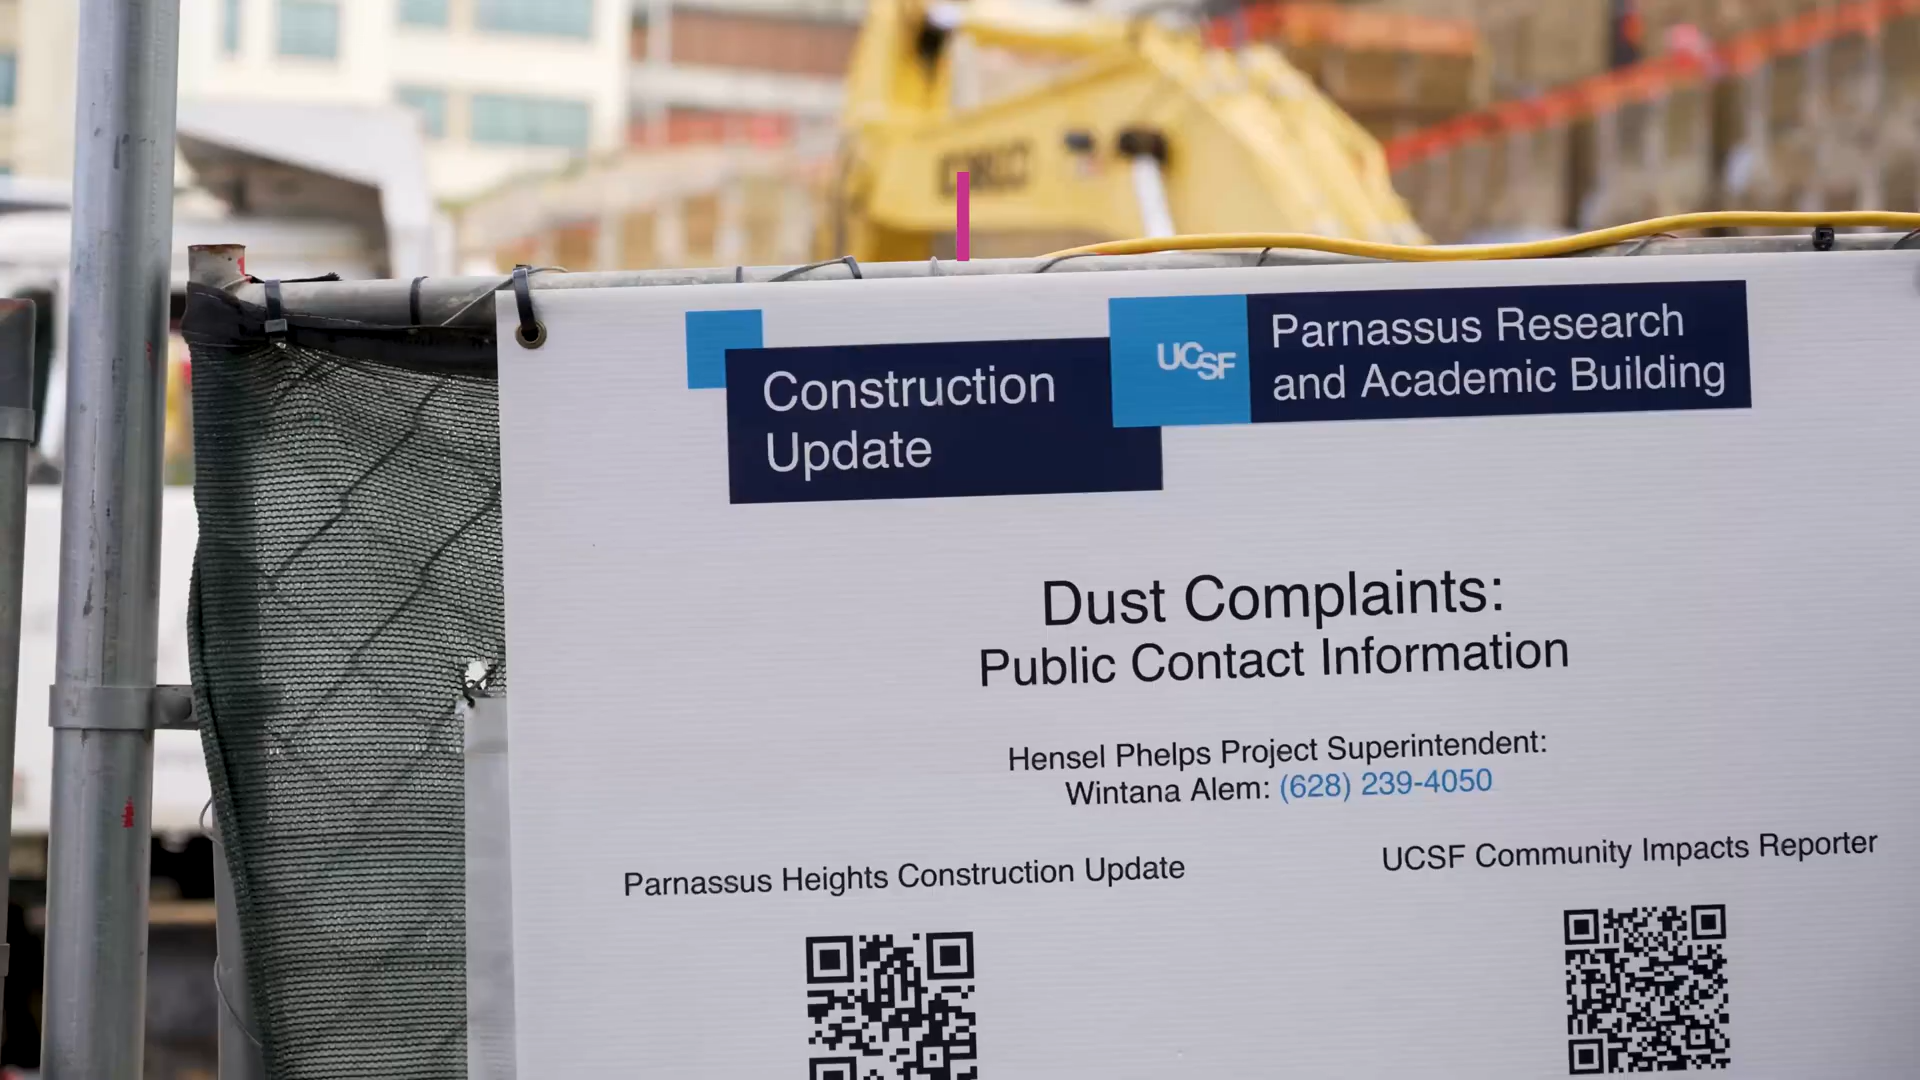 Construction
Update
UCSF
Parnassus Research
and Academic Building
Dust Complaints:
Public Contact Information
Hensel Phelps Project Superintendent:
Wintana Alem: (628) 239-4050
Parnassus Heights Construction Update
UCSF Community Impacts Reporter